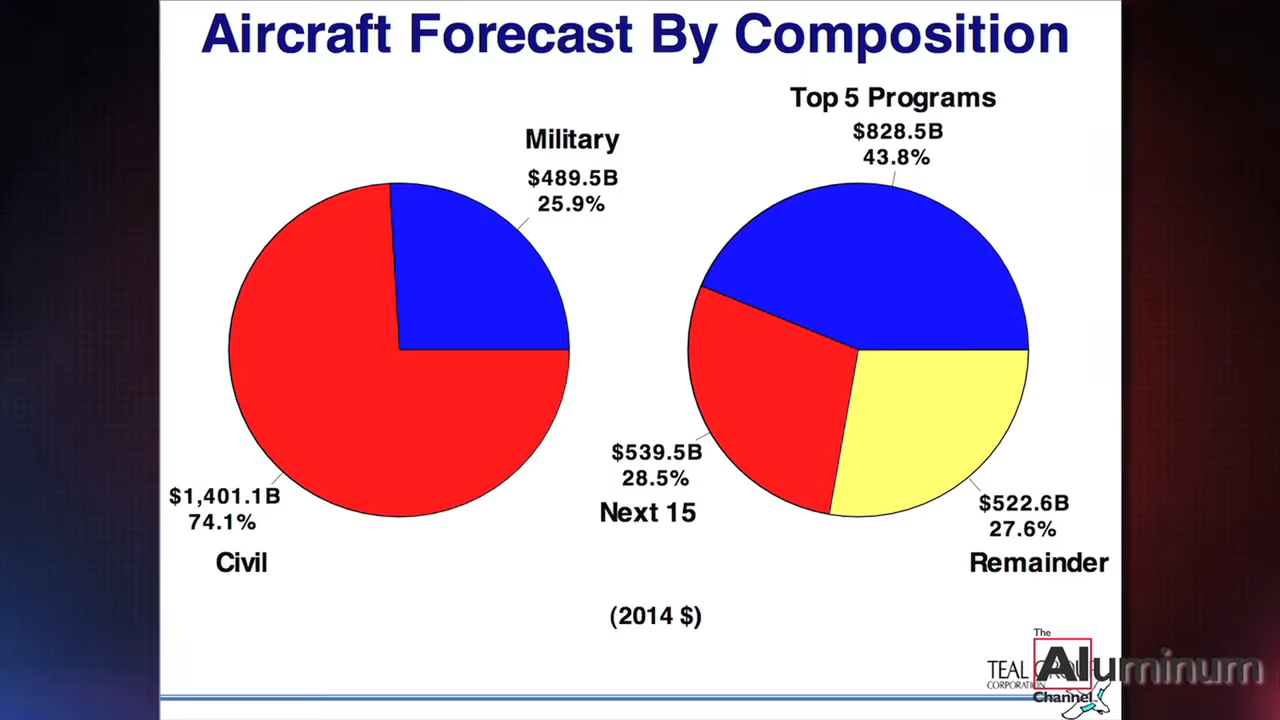 Aircraft Forecast By Composition
Military
$489.5B
25.9%
$1,401.1B
74.1%
Civil
Top 5 Programs
$828.5B
43.8%
$539.5B
28.5%
Next 15
$522.6B
27.6%
Remainder
(2014 $)
TEAL GROUP
CORPORATION
The
Aluminum
Channel